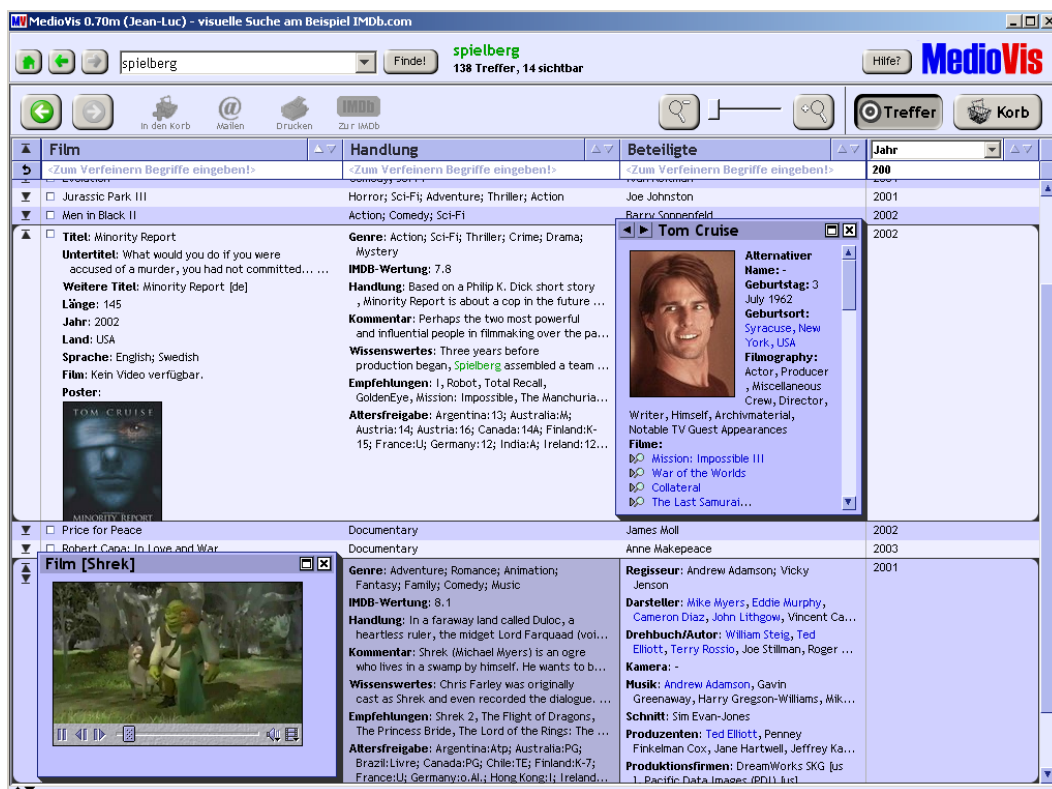 MV MedioVis 0.70m (Jean-Luc) - visuelle Suche am Beispiel IMDb.com
spielberg
Finde!
spielberg
138 Treffer, 14 sichtbar
Hilfe?
MedioVis
In den Korb
Mailen
Drucken
IMDb
Zur IMDb
Treffer
Korb
Film
Handlung
Beteiligte
Jahr
<Zum Verfeinern Begriffe eingeben!>
<Zum Verfeinern Begriffe eingeben!>
<Zum Verfeinern Begriffe eingeben!>
200
Jurassic Park III
Horror; Sci-Fi; Adventure; Thriller; Action
Joe Johnston
2001
Men in Black II
Action; Comedy; Sci-Fi
Barry Sonnenfeld
2002
Titel: Minority Report
Untertitel: What would you do if you were
accused of a murder, you had not committed... ...
Weitere Titel: Minority Report [de]
Länge: 145
Jahr: 2002
Land: USA
Sprache: English; Swedish
Film: Kein Video verfügbar.
Poster:
TOM CRUISE
MINORITY REPORT
Genre: Action; Sci-Fi; Thriller; Crime; Drama;
Mystery
IMDB-Wertung: 7.8
Handlung: Based on a Philip K. Dick short story
, Minority Report is about a cop in the future ...
Kommentar: Perhaps the two most powerful
and influential people in filmmaking over the pa...
Wissenswertes: Three years before
production began, Spielberg assembled a team ...
Empfehlungen: I, Robot, Total Recall,
GoldenEye, Mission: Impossible, The Manchuria...
Altersfreigabe: Argentina:13; Australia:M;
Austria:14; Austria:16; Canada:14A; Finland:K-
15; France:U; Germany:12; India:A; Ireland:12...
Tom Cruise
Alternativer
Name: -
Geburtstag: 3
July 1962
Geburtsort:
Syracuse, New
York, USA
Filmography:
Actor, Producer
, Miscellaneous
Crew, Director,
Writer, Himself, Archivmaterial,
Notable TV Guest Appearances
Filme:
Mission: Impossible III
War of the Worlds
Collateral
The Last Samurai...
2002
Price for Peace
Documentary
James Moll
2002
Robert Capa: In Love and War
Documentary
Anne Makepeace
2003
Film [Shrek]
Genre: Adventure; Romance; Animation;
Fantasy; Family; Comedy; Music
IMDB-Wertung: 8.1
Handlung: In a faraway land called Duloc, a
heartless ruler, the midget Lord Farquaad (voi...
Kommentar: Shrek (Michael Myers) is an ogre
who lives in a swamp by himself. He wants to b...
Wissenswertes: Chris Farley was originally
cast as Shrek and even recorded the dialogue. ...
Empfehlungen: Shrek 2, The Flight of Dragons,
The Princess Bride, The Lord of the Rings: The ...
Altersfreigabe: Argentina:Atp; Australia:PG;
Brazil:Livre; Canada:PG; Chile:TE; Finland:K-7;
France:U; Germany:o.Al.; Hong Kong:I; Ireland...
Regisseur: Andrew Adamson; Vicky
Jenson
Darsteller: Mike Myers, Eddie Murphy,
Cameron Diaz, John Lithgow, Vincent Ca...
Drehbuch/Autor: William Steig, Ted
Elliott, Terry Rossio, Joe Stillman, Roger ...
Kamera: -
Musik: Andrew Adamson, Gavin
Greenaway, Harry Gregson-Williams, Mik...
Schnitt: Sim Evan-Jones
Produzenten: Ted Elliott, Penney
Finkelman Cox, Jane Hartwell, Jeffrey Ka...
Produktionsfirmen: DreamWorks SKG [us
], Pacific Data Images (PDI) [us]
2001